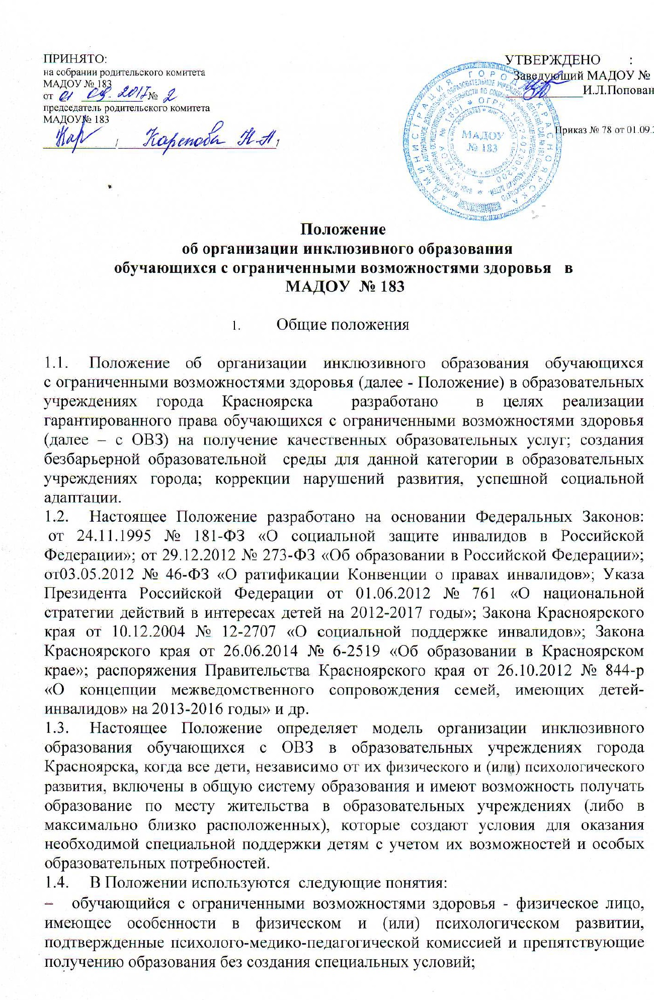 ПРИНЯТО:
на собрании родительского комитета
МАДОУ № 183
от 01 09. 2017 № 2
председатель родительского комитета
МАДОУ№ 183
/ Карепова Н.А /
УТВЕРЖДЕНО :
Заведующий МАДОУ №
И.Л.Попован
Приказ № 78 от 01.09.2
МАДОУ
№ 183
АДМИНИСТРАЦИЯ ГОРОДА КРАСНОЯРСКА
Положение
об организации инклюзивного образования
обучающихся с ограниченными возможностями здоровья в
МАДОУ № 183
1. Общие положения
1.1. Положение об организации инклюзивного образования обучающихся
с ограниченными возможностями здоровья (далее - Положение) в образовательных
учреждениях города Красноярска разработано в целях реализации
гарантированного права обучающихся с ограниченными возможностями здоровья
(далее – с ОВЗ) на получение качественных образовательных услуг; создания
безбарьерной образовательной среды для данной категории в образовательных
учреждениях города; коррекции нарушений развития, успешной социальной
адаптации.
1.2. Настоящее Положение разработано на основании Федеральных Законов:
от 24.11.1995 № 181-ФЗ «О социальной защите инвалидов в Российской
Федерации»; от 29.12.2012 № 273-ФЗ «Об образовании в Российской Федерации»;
от03.05.2012 № 46-ФЗ «О ратификации Конвенции о правах инвалидов»; Указа
Президента Российской Федерации от 01.06.2012 № 761 «О национальной
стратегии действий в интересах детей на 2012-2017 годы»; Закона Красноярского
края от 10.12.2004 № 12-2707 «О социальной поддержке инвалидов»; Закона
Красноярского края от 26.06.2014 № 6-2519 «Об образовании в Красноярском
крае»; распоряжения Правительства Красноярского края от 26.10.2012 № 844-р
«О концепции межведомственного сопровождения семей, имеющих детей-
инвалидов» на 2013-2016 годы» и др.
1.3. Настоящее Положение определяет модель организации инклюзивного
образования обучающихся с ОВЗ в образовательных учреждениях города
Красноярска, когда все дети, независимо от их физического и (или) психологического
развития, включены в общую систему образования и имеют возможность получать
образование по месту жительства в образовательных учреждениях (либо в
максимально близко расположенных), которые создают условия для оказания
необходимой специальной поддержки детям с учетом их возможностей и особых
образовательных потребностей.
1.4. В Положении используются следующие понятия:
– обучающийся с ограниченными возможностями здоровья - физическое лицо,
имеющее особенности в физическом и (или) психологическом развитии,
подтвержденные психолого-медико-педагогической комиссией и препятствующие
получению образования без создания специальных условий;